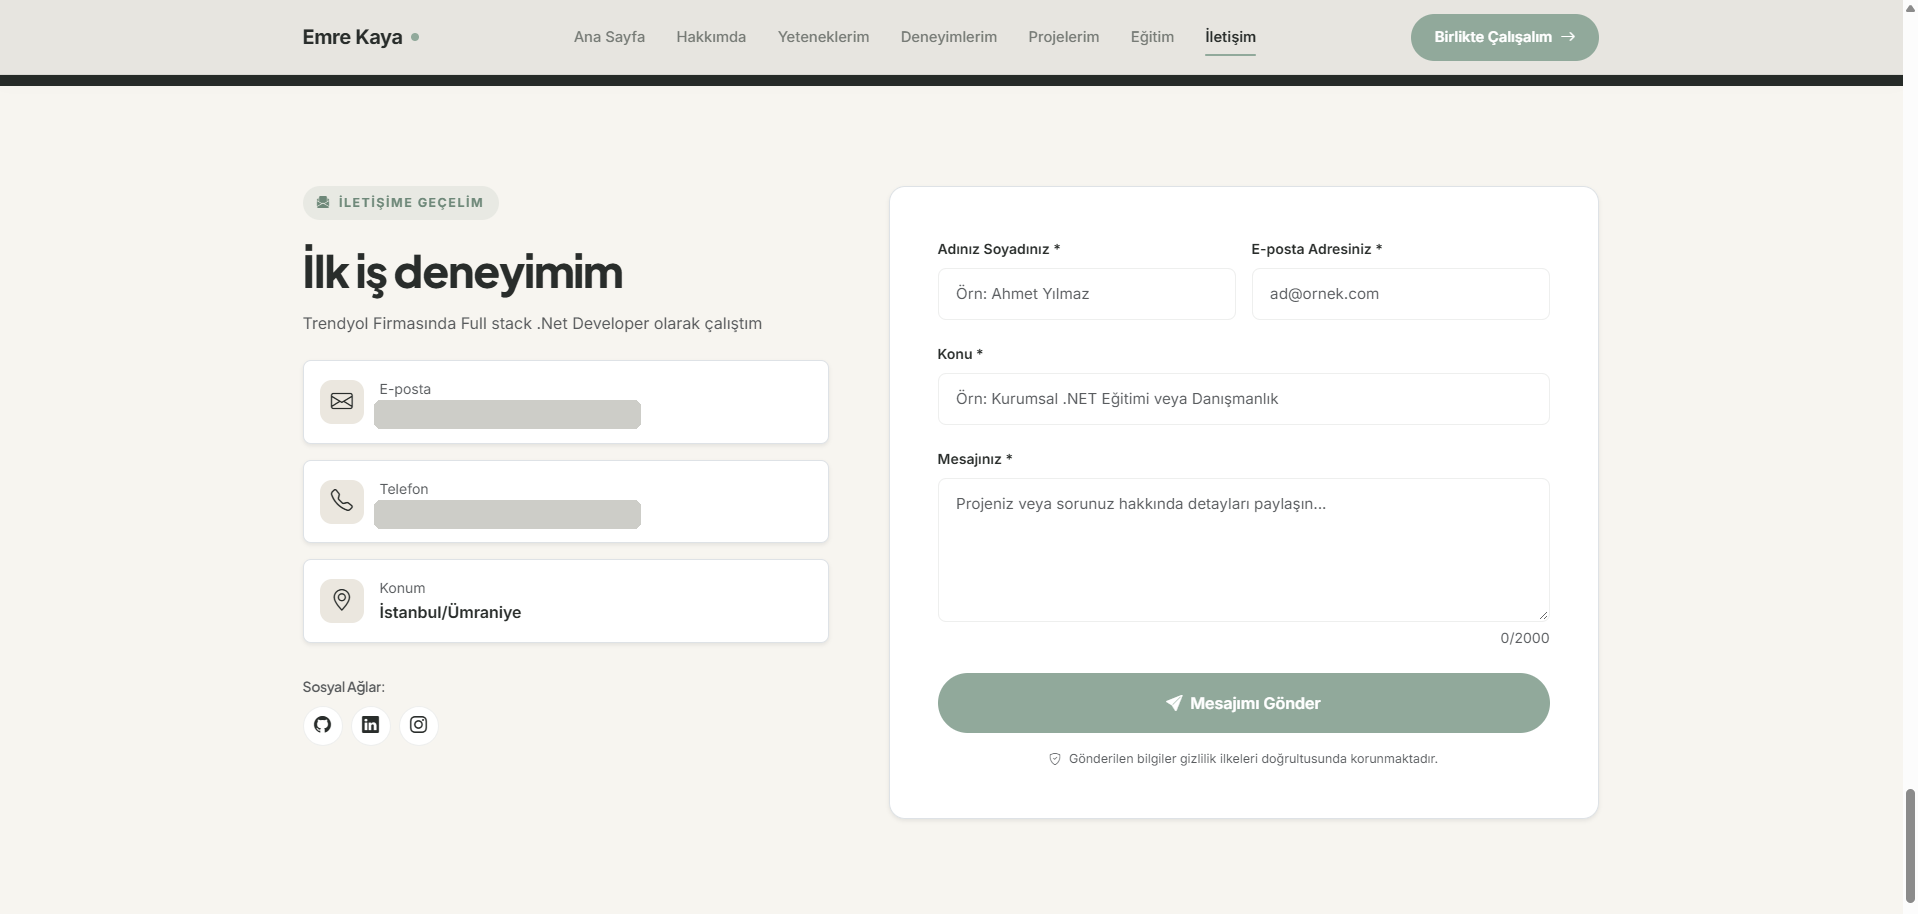 Emre Kaya
Ana Sayfa
Hakkımda
Yeteneklerim
Deneyimlerim
Projelerim
Eğitim
İletişim
Birlikte Çalışalım
İLETİŞİME GEÇELİM
İlk iş deneyimim
Trendyol Firmasında Full stack .Net Developer olarak çalıştım
E-posta
Telefon
Konum
İstanbul/Ümraniye
Sosyal Ağlar:
Adınız Soyadınız *
Örn: Ahmet Yılmaz
E-posta Adresiniz *
ad@ornek.com
Konu *
Örn: Kurumsal .NET Eğitimi veya Danışmanlık
Mesajınız *
Projeniz veya sorunuz hakkında detayları paylaşın...
0/2000
Mesajımı Gönder
Gönderilen bilgiler gizlilik ilkeleri doğrultusunda korunmaktadır.